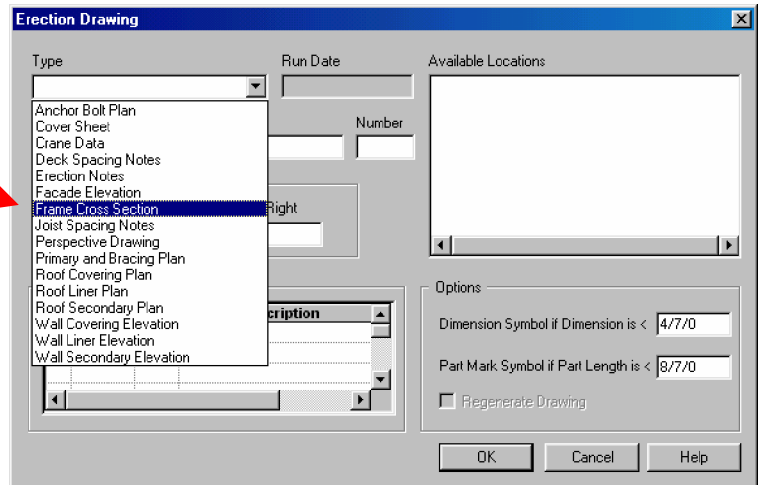 Erection Drawing
Type
Run Date
Available Locations
Anchor Bolt Plan
Cover Sheet
Crane Data
Deck Spacing Notes
Erection Notes
Facade Elevation
Frame Cross Section
Joist Spacing Notes
Perspective Drawing
Primary and Bracing Plan
Roof Covering Plan
Roof Liner Plan
Roof Secondary Plan
Wall Covering Elevation
Wall Liner Elevation
Wall Secondary Elevation
Number
Right
cription
Options
Dimension Symbol if Dimension is < 4/7/0
Part Mark Symbol if Part Length is < 8/7/0
Regenerate Drawing
OK Cancel Help